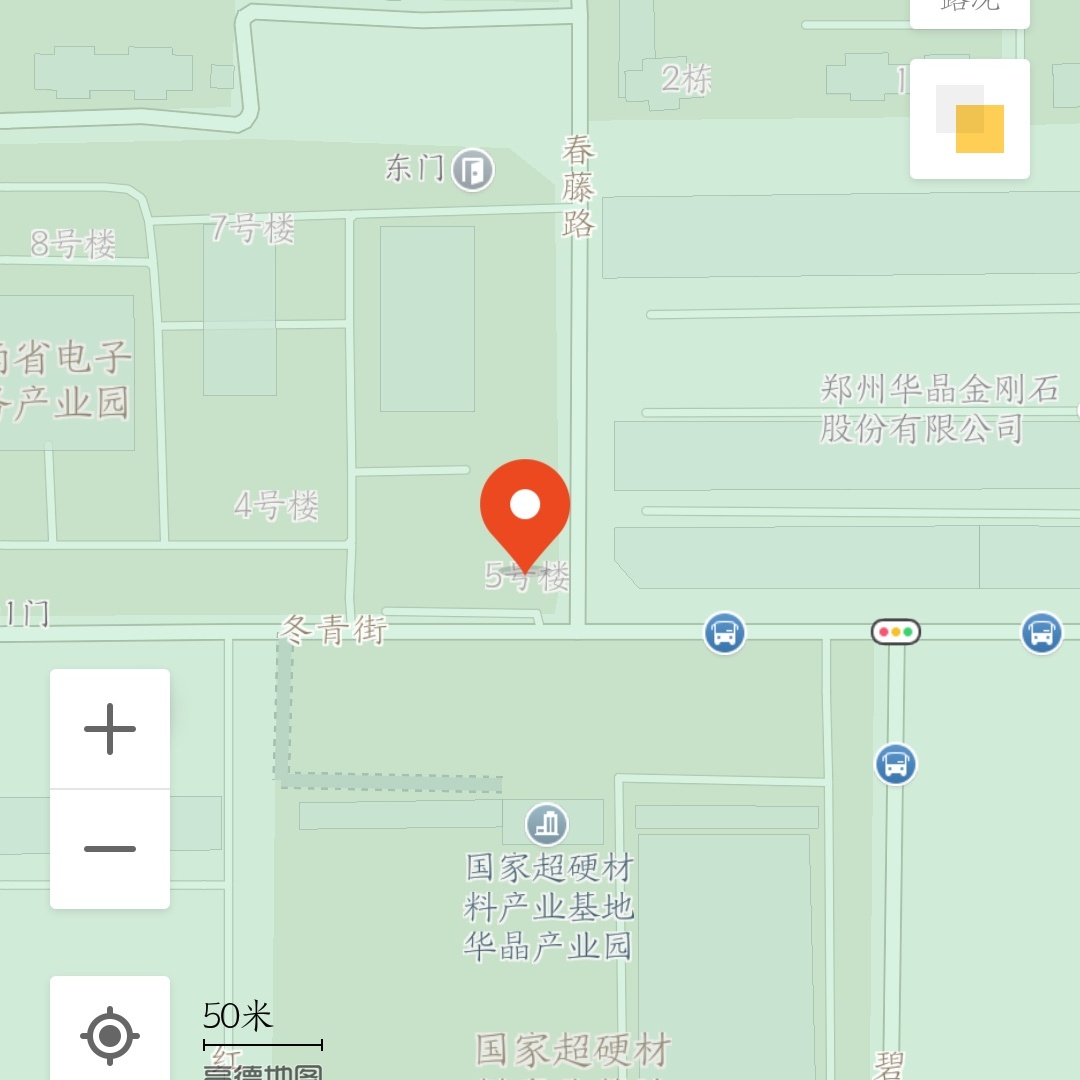 路况
2栋
1
东门
春
藤
路
7号楼
8号楼
南省电子
务产业园
郑州华晶金刚石
股份有限公司
4号楼
5号楼
1门
冬青街
国家超硬材
料产业基地
华晶产业园
50米
红
高德地图
国家超硬材
碧